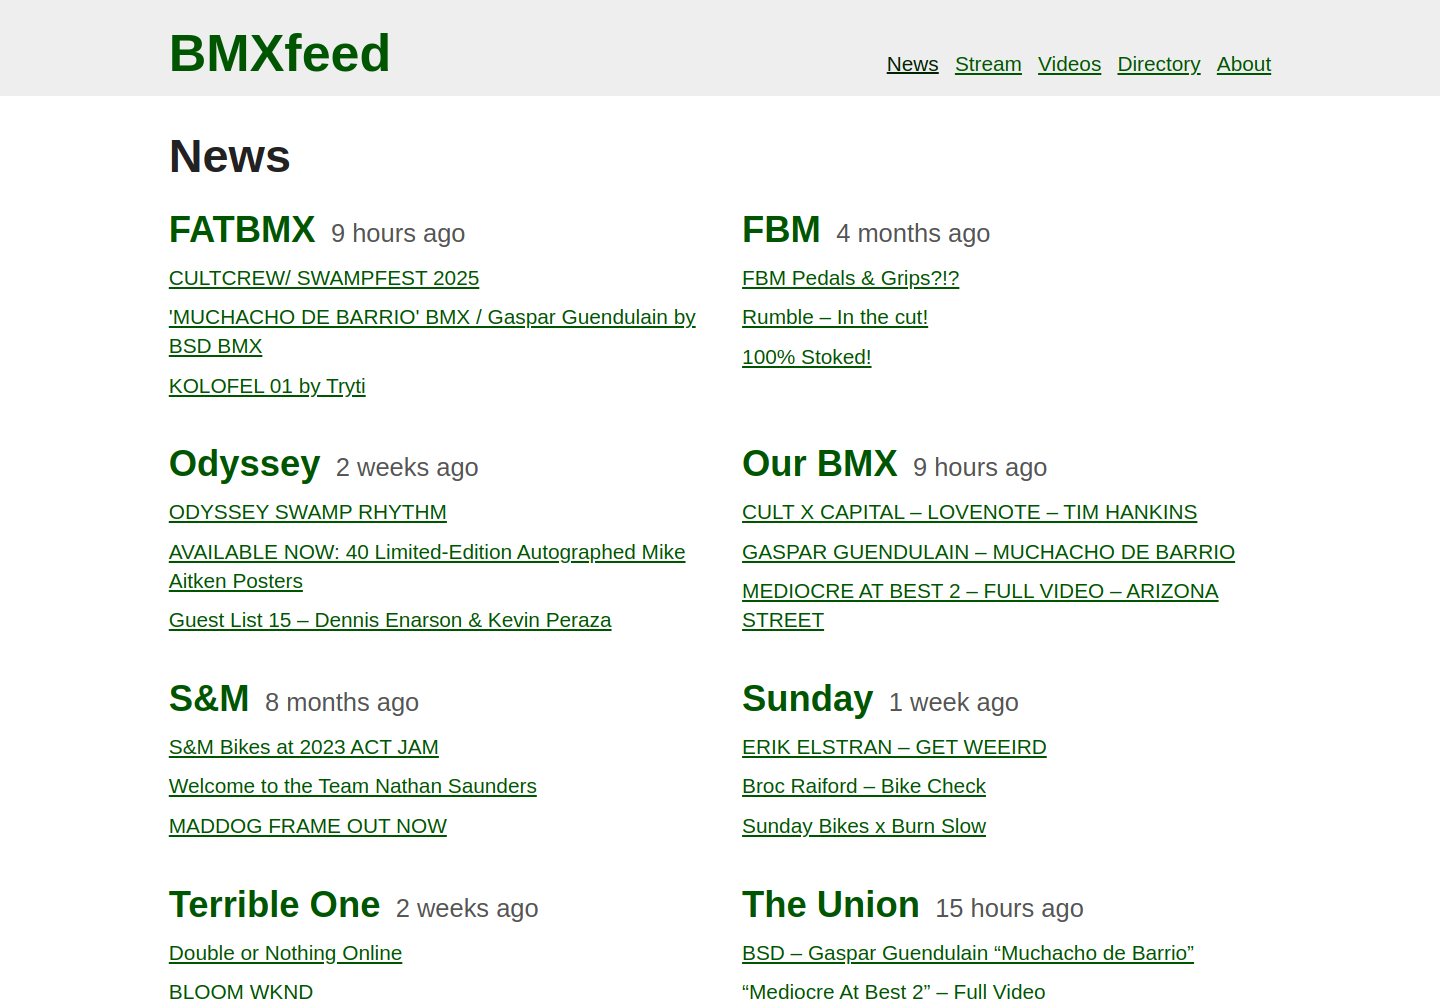 BMXfeed
News Stream Videos Directory About
News
FATBMX 9 hours ago
CULTCREW/ SWAMPFEST 2025
'MUCHACHO DE BARRIO' BMX / Gaspar Guendulain by
BSD BMX
KOLOFEL 01 by Tryti
FBM 4 months ago
FBM Pedals & Grips?!?
Rumble – In the cut!
100% Stoked!
Odyssey 2 weeks ago
ODYSSEY SWAMP RHYTHM
AVAILABLE NOW: 40 Limited-Edition Autographed Mike
Aitken Posters
Guest List 15 – Dennis Enarson & Kevin Peraza
Our BMX 9 hours ago
CULT X CAPITAL – LOVENOTE – TIM HANKINS
GASPAR GUENDULAIN – MUCHACHO DE BARRIO
MEDIOCRE AT BEST 2 – FULL VIDEO – ARIZONA
STREET
S&M 8 months ago
S&M Bikes at 2023 ACT JAM
Welcome to the Team Nathan Saunders
MADDOG FRAME OUT NOW
Sunday 1 week ago
ERIK ELSTRAN – GET WEEIRD
Broc Raiford – Bike Check
Sunday Bikes x Burn Slow
Terrible One 2 weeks ago
Double or Nothing Online
BLOOM WKND
The Union 15 hours ago
BSD – Gaspar Guendulain “Muchacho de Barrio”
“Mediocre At Best 2” – Full Video